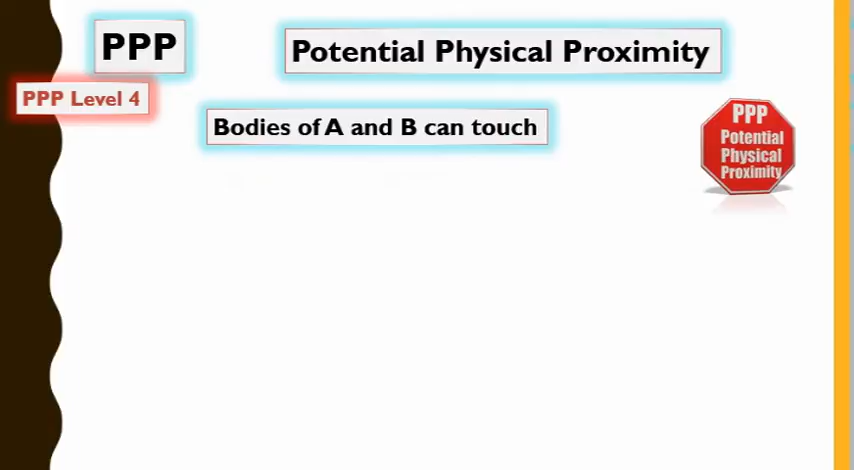 PPP
Potential Physical Proximity
PPP Level 4
Bodies of A and B can touch
PPP
Potential
Physical
Proximity